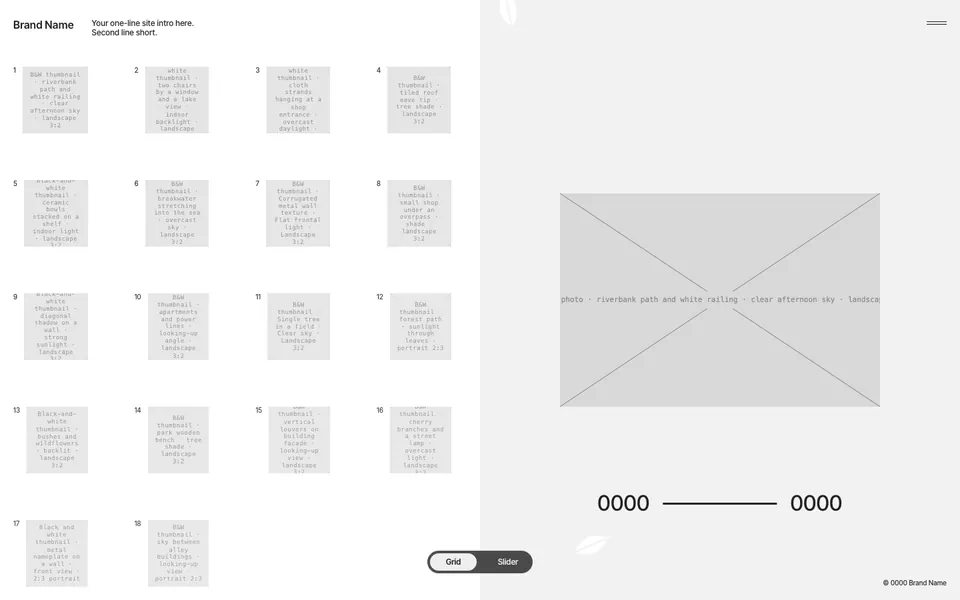 Brand Name
Your one-line site intro here.
Second line short.
1
B&W thumbnail
· riverbank
path and
white railing
· clear
afternoon sky
· landscape
3:2
2
white
thumbnail ·
two chairs
by a window
and a lake
view ·
indoor
backlight ·
landscape
3
white
thumbnail ·
cloth
strands
hanging at a
shop
entrance ·
overcast
daylight ·
4
B&W
thumbnail ·
tiled roof
eave tip ·
tree shade ·
landscape
3:2
5
Black-and-
white
thumbnail ·
ceramic
bowls
stacked on a
shelf ·
indoor light
· landscape
3:2
6
B&W
thumbnail ·
breakwater
stretching
into the sea
· overcast
sky ·
landscape
3:2
7
B&W
thumbnail ·
Corrugated
metal wall
texture ·
Flat frontal
light ·
Landscape
3:2
8
B&W
thumbnail ·
small shop
under an
overpass ·
shade ·
landscape
3:2
9
Black-and-
white
thumbnail ·
diagonal
shadow on a
wall ·
strong
sunlight ·
landscape
3:2
10
B&W
thumbnail ·
apartments
and power
lines ·
looking-up
angle ·
landscape
3:2
11
B&W
thumbnail ·
Single tree
in a field ·
Clear sky ·
Landscape
3:2
12
B&W
thumbnail ·
forest path
· sunlight
through
leaves ·
portrait 2:3
13
Black-and-
white
thumbnail ·
bushes and
wildflowers
· backlit ·
landscape
3:2
14
B&W
thumbnail ·
park wooden
bench · tree
shade ·
landscape
3:2
15
B&W
thumbnail ·
vertical
louvers on
building
facade ·
looking-up
view ·
landscape
3:2
16
B&W
thumbnail ·
cherry
branches and
a street
lamp ·
overcast
light ·
landscape
3:2
17
Black and
white
thumbnail ·
metal
nameplate on
a wall ·
front view ·
2:3 portrait
18
B&W
thumbnail ·
sky between
alley
buildings ·
looking-up
view ·
portrait 2:3
photo · riverbank path and white railing · clear afternoon sky ·
0000 0000
Grid Slider
© 0000 Brand Name